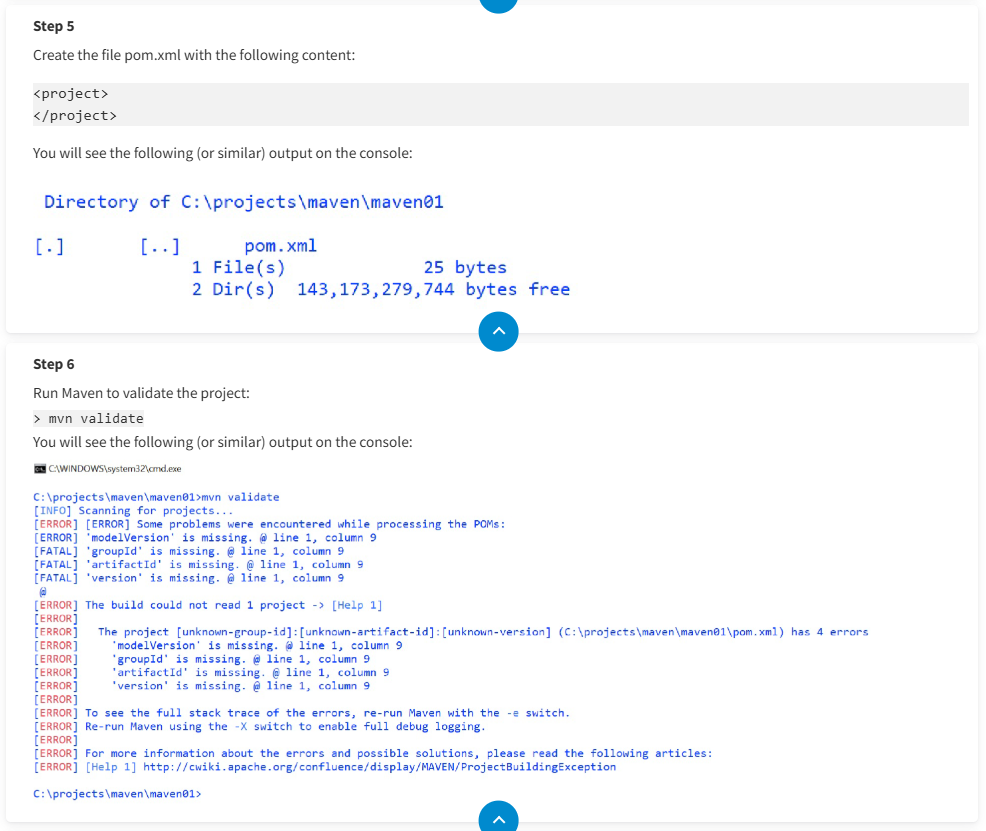 Step 5
Create the file pom.xml with the following content:
<project>
</project>
You will see the following (or similar) output on the console:
Directory of C:\projects\maven\maven01
[.] [..] pom.xml
1 File(s) 25 bytes
2 Dir(s) 143,173,279,744 bytes free
Step 6
Run Maven to validate the project:
> mvn validate
You will see the following (or similar) output on the console:
C:\WINDOWS\system32\cmd.exe
C:\projects\maven\maven01>mvn validate
[INFO] Scanning for projects...
[ERROR] [ERROR] Some problems were encountered while processing the POMs:
[ERROR] 'modelVersion' is missing. @ line 1, column 9
[FATAL] 'groupId' is missing. @ line 1, column 9
[FATAL] 'artifactId' is missing. @ line 1, column 9
[FATAL] 'version' is missing. @ line 1, column 9
@
[ERROR] The build could not read 1 project -> [Help 1]
[ERROR]
[ERROR] The project [unknown-group-id]:[unknown-artifact-id]:[unknown-version] (C:\projects\maven\maven01\pom.xml) has 4 errors
[ERROR] 'modelVersion' is missing. @ line 1, column 9
[ERROR] 'groupId' is missing. @ line 1, column 9
[ERROR] 'artifactId' is missing. @ line 1, column 9
[ERROR] 'version' is missing. @ line 1, column 9
[ERROR]
[ERROR] To see the full stack trace of the errors, re-run Maven with the -e switch.
[ERROR] Re-run Maven using the -X switch to enable full debug logging.
[ERROR]
[ERROR] For more information about the errors and possible solutions, please read the following articles:
[ERROR] [Help 1] http://cwiki.apache.org/confluence/display/MAVEN/ProjectBuildingException
C:\projects\maven\maven01>